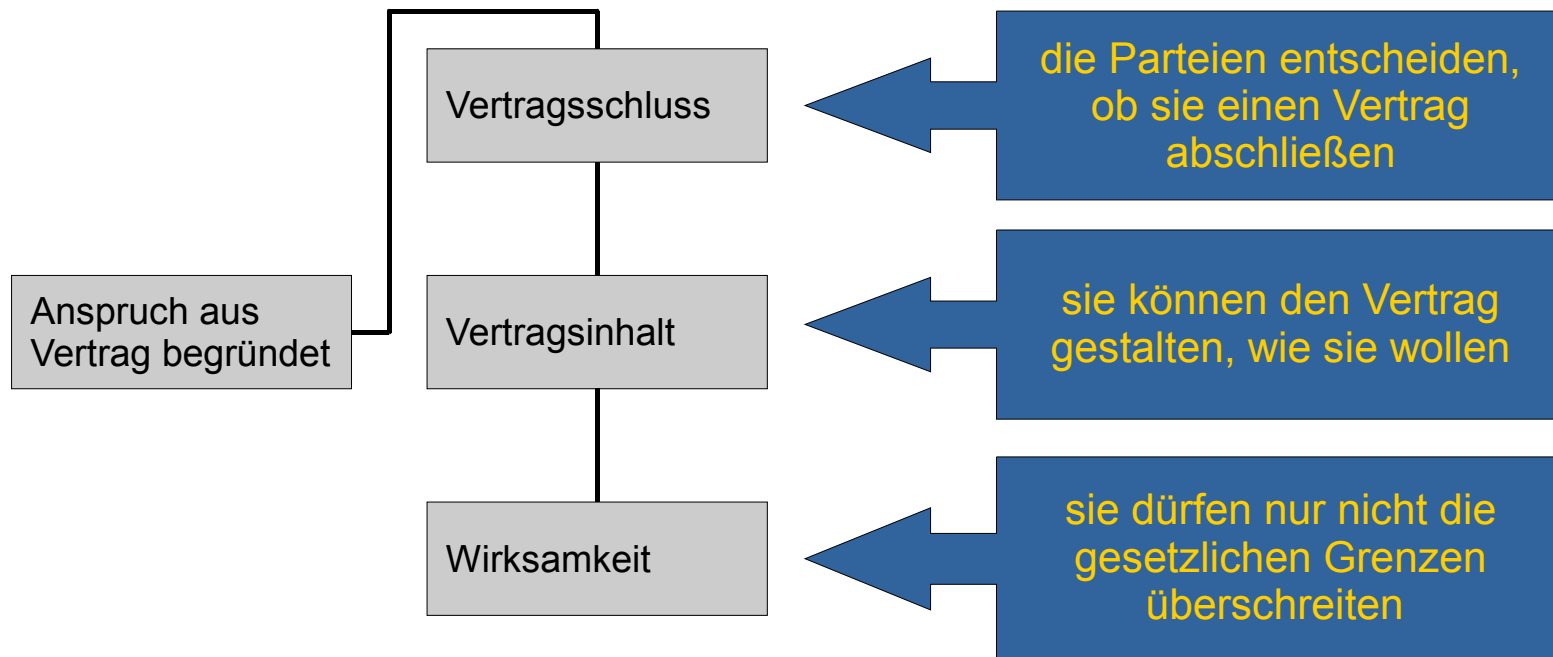 Anspruch aus
Vertrag begründet
Vertragsschluss
die Parteien entscheiden,
ob sie einen Vertrag
abschließen
Vertragsinhalt
sie können den Vertrag
gestalten, wie sie wollen
Wirksamkeit
sie dürfen nur nicht die
gesetzlichen Grenzen
überschreiten